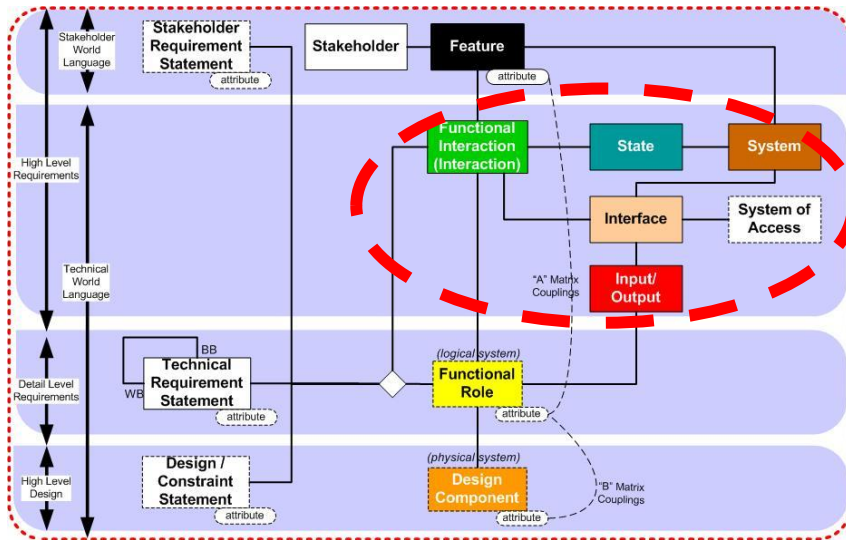 Stakeholder
World
Language
Stakeholder
Requirement
Statement
attribute
Stakeholder
Feature
attribute
High Level
Requirements
Functional
Interaction
(Interaction)
State
System
Interface
System of
Access
Technical
World
Language
"A" Matrix
Couplings
Input/
Output
Detail Level
Requirements
BB
WB
Technical
Requirement
Statement
attribute
(logical system)
Functional
Role
attribute
High Level
Design
Design /
Constraint
Statement
attribute
(physical system)
Design
Component
attribute
"B" Matrix
Couplings